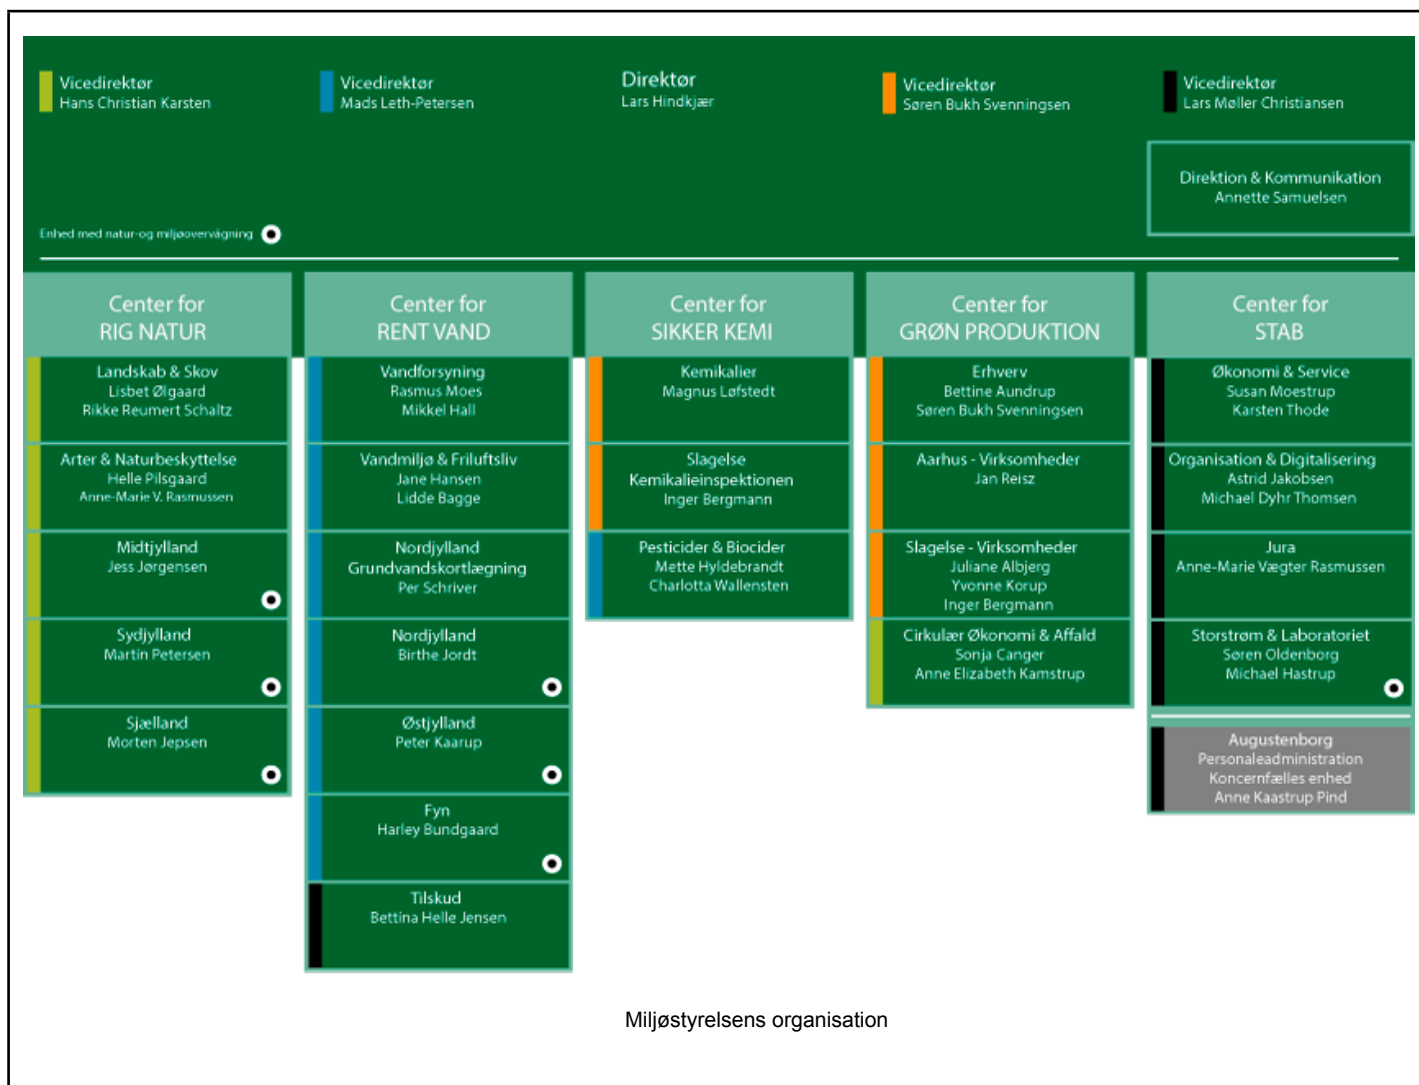 Vicedirektør
Hans Christian Karsten
Vicedirektør
Mads Leth-Petersen
Direktør
Lars Hindkjær
Vicedirektør
Søren Bukh Svenningsen
Vicedirektør
Lars Møller Christiansen
Direktion & Kommunikation
Annette Samuelsen
Enhed med natur-og miljøovervågning
Center for
RIG NATUR
Landskab & Skov
Lisbet Ølgaard
Rikke Reumert Schaltz
Arter & Naturbeskyttelse
Helle Pilsgaard
Anne-Marie V. Rasmussen
Midtjylland
Jess Jørgensen
Sydjylland
Martin Petersen
Sjælland
Morten Jepsen
Center for
RENT VAND
Vandforsyning
Rasmus Moes
Mikkel Hall
Vandmiljø & Friluftsliv
Jane Hansen
Lidde Bagge
Nordjylland
Grundvandskortlægning
Per Schriver
Nordjylland
Birthe Jordt
Østjylland
Peter Kaarup
Fyn
Harley Bundgaard
Tilskud
Bettina Helle Jensen
Center for
SIKKER KEMI
Kemikalier
Magnus Løfstedt
Slagelse
Kemikalieinspektionen
Inger Bergmann
Pesticider & Biocider
Mette Hyldebrandt
Charlotta Wallensten
Center for
GRØN PRODUKTION
Erhverv
Bettine Aundrup
Søren Bukh Svenningsen
Aarhus - Virksomheder
Jan Reisz
Slagelse - Virksomheder
Juliane Albjerg
Yvonne Korup
Inger Bergmann
Cirkulær Økonomi & Affald
Sonja Canger
Anne Elizabeth Kamstrup
Center for
STAB
Økonomi & Service
Susan Moestrup
Karsten Thode
Organisation & Digitalisering
Astrid Jakobsen
Michael Dyhr Thomsen
Jura
Anne-Marie Vægter Rasmussen
Storstrøm & Laboratoriet
Søren Oldenborg
Michael Hastrup
Augustenborg
Personaleadministration
Koncernfælles enhed
Anne Kaastrup Pind
Miljøstyrelsens organisation